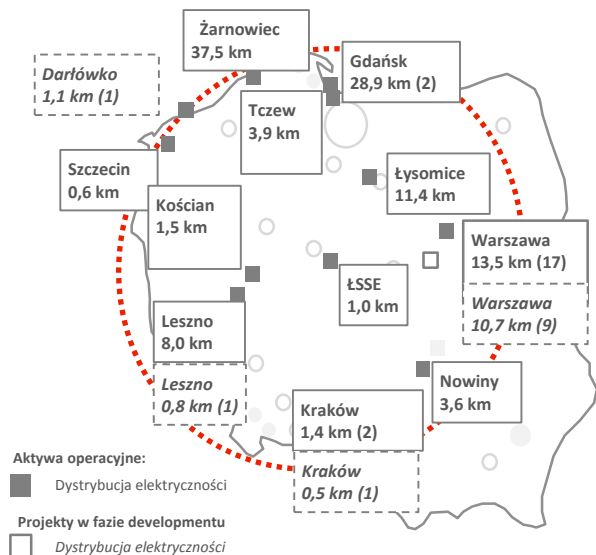 Żarnowiec
37,5 km
Gdańsk
28,9 km (2)
Darłówko
1,1 km (1)
Tczew
3,9 km
Szczecin
0,6 km
Łysomice
11,4 km
Kościan
1,5 km
Warszawa
13,5 km (17)
ŁSSE
1,0 km
Warszawa
10,7 km (9)
Leszno
8,0 km
Leszno
0,8 km (1)
Nowiny
3,6 km
Kraków
1,4 km (2)
Kraków
0,5 km (1)
Aktywa operacyjne:
Dystrybucja elektryczności
Projekty w fazie developmentu
Dystrybucja elektryczności